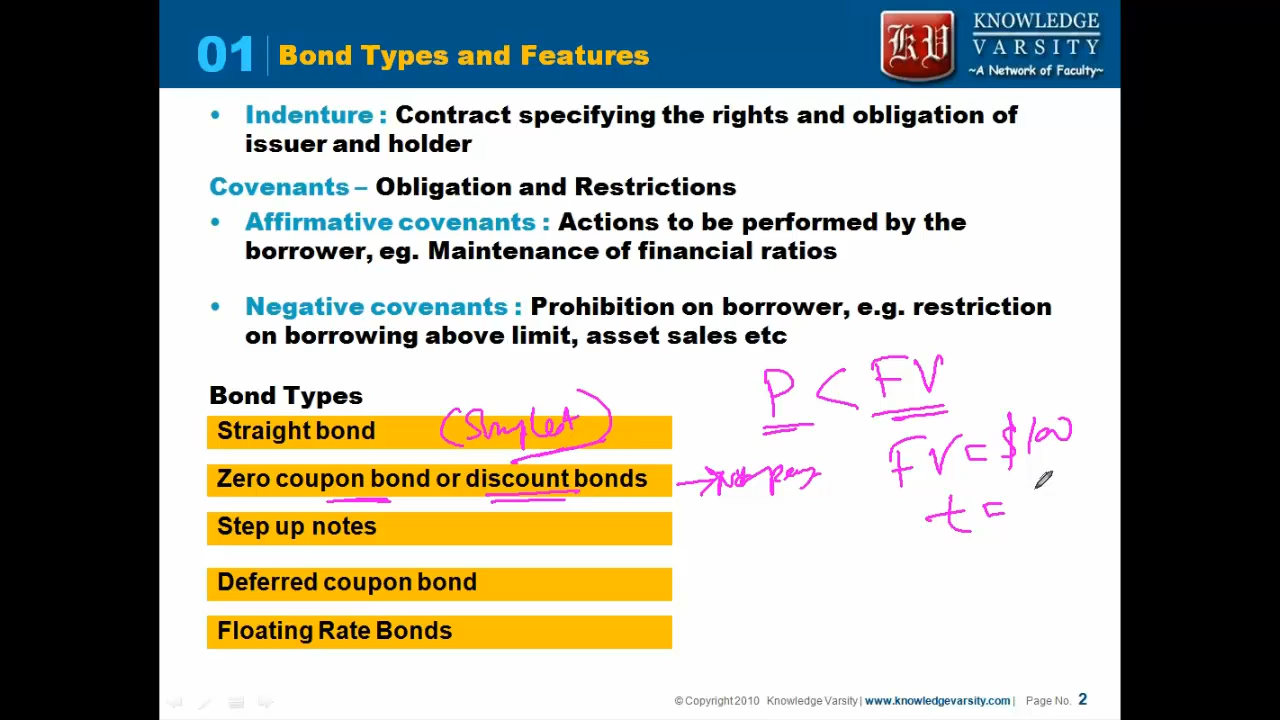 01 Bond Types and Features
KNOWLEDGE
VARSITY
~A Network of Faculty~
KV
• Indenture : Contract specifying the rights and obligation of
issuer and holder
Covenants – Obligation and Restrictions
• Affirmative covenants : Actions to be performed by the
borrower, eg. Maintenance of financial ratios
• Negative covenants : Prohibition on borrower, e.g. restriction
on borrowing above limit, asset sales etc
P < FV
Bond Types
Straight bond
FV = $100
Zero coupon bond or discount bonds
t =
Step up notes
Deferred coupon bond
Floating Rate Bonds
© Copyright 2010 Knowledge Varsity | www.knowledgevarsity.com | Page No. 2